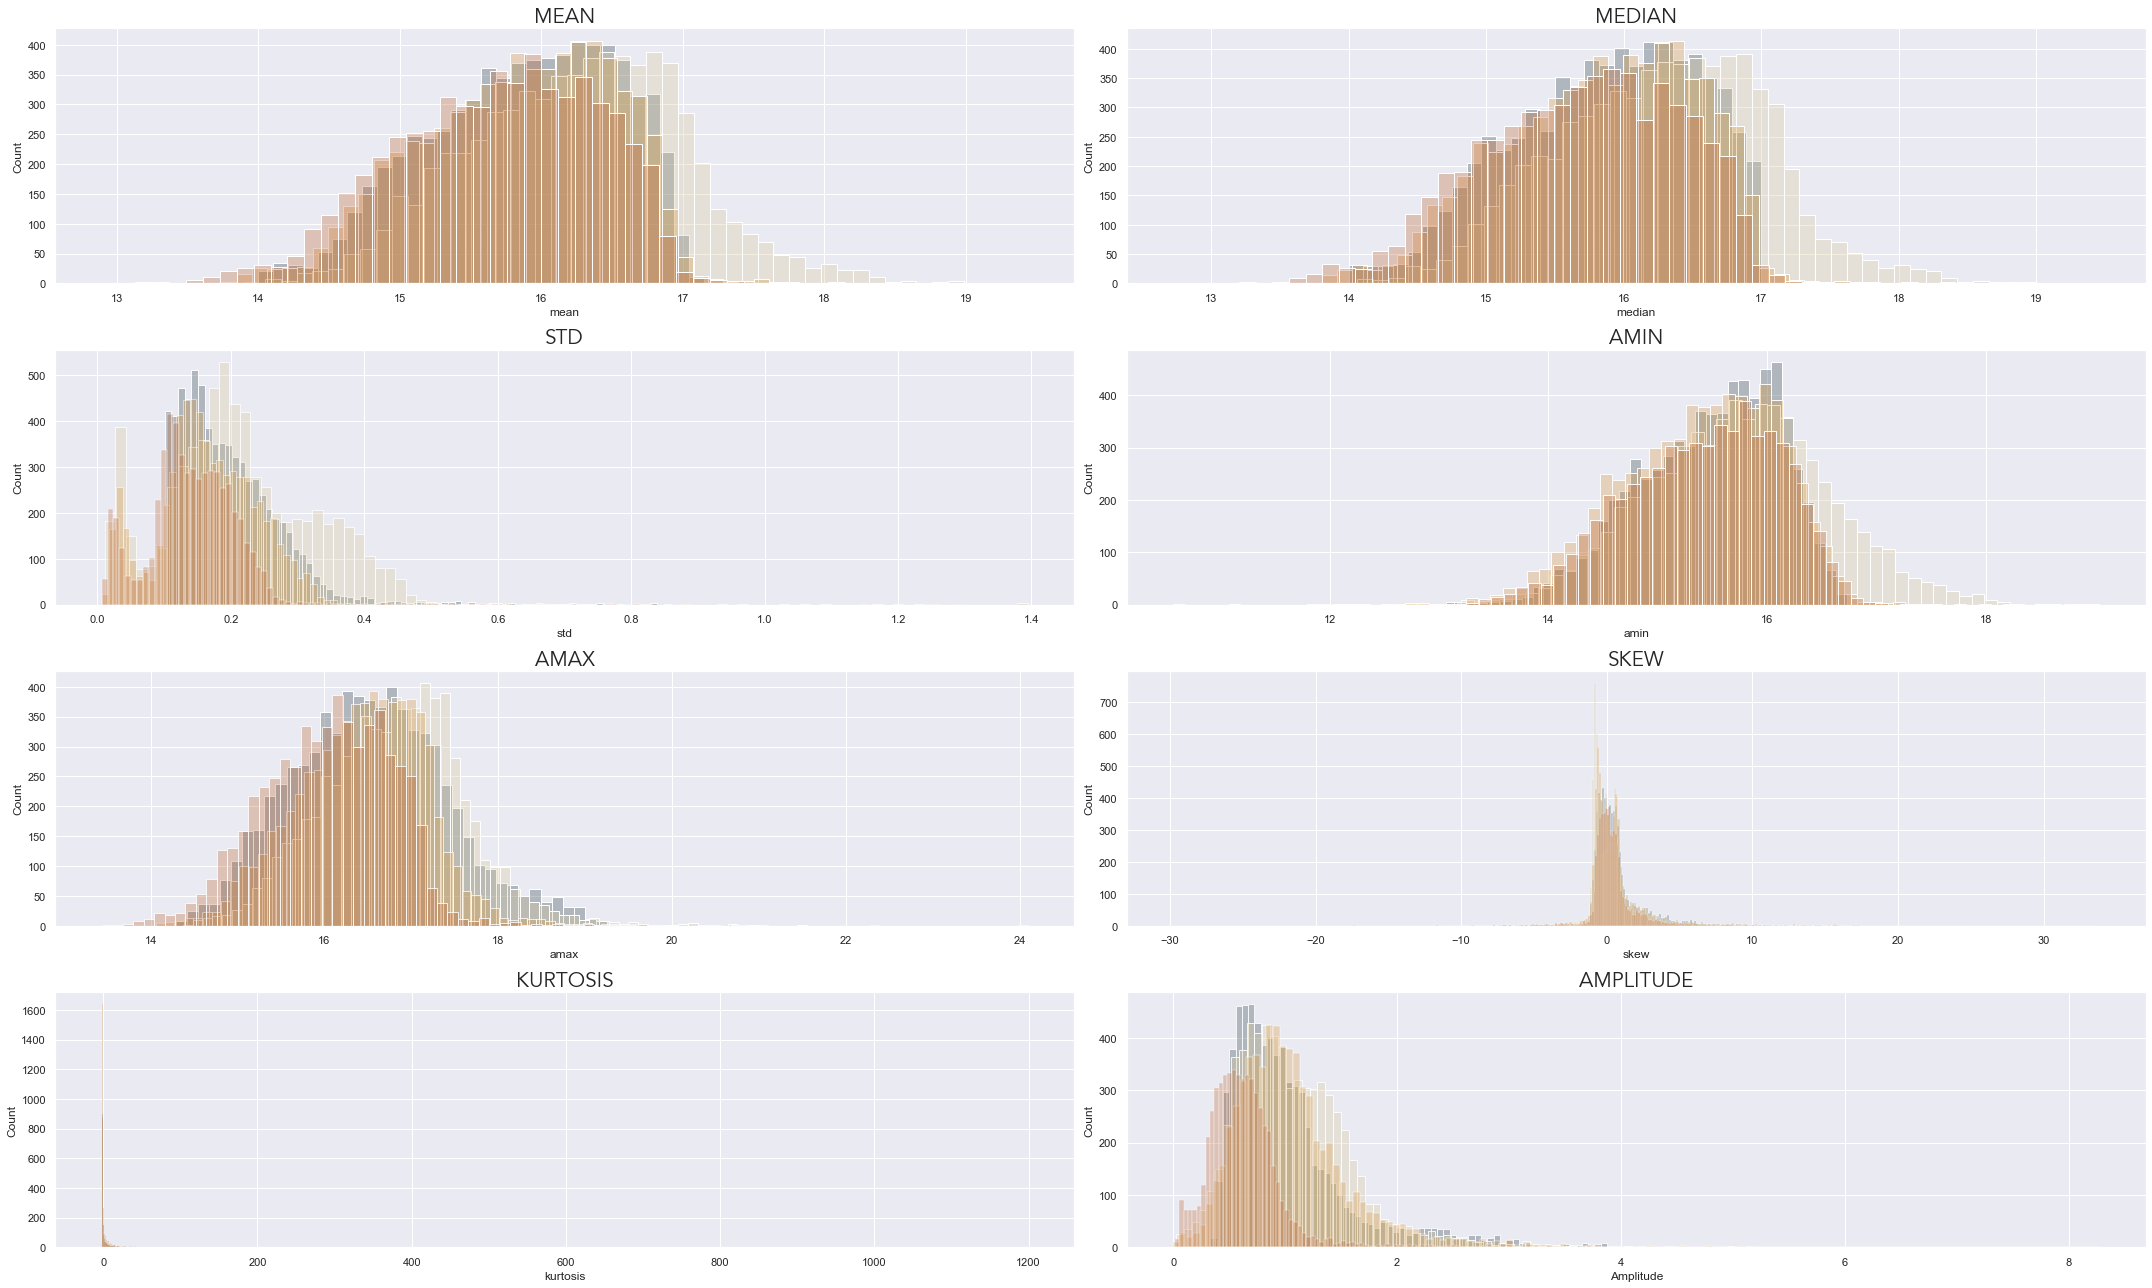 MEAN
400
350
300
250
200
150
100
50
0
Count
13 14 15 16 17 18 19
mean
MEDIAN
400
350
300
250
200
150
100
50
0
Count
13 14 15 16 17 18 19
median
STD
500
400
300
200
100
0
Count
0.0 0.2 0.4 0.6 0.8 1.0 1.2 1.4
std
AMIN
400
300
200
100
0
Count
12 14 16 18
amin
AMAX
400
350
300
250
200
150
100
50
0
Count
14 16 18 20 22 24
amax
SKEW
700
600
500
400
300
200
100
0
Count
−30 −20 −10 0 10 20 30
skew
KURTOSIS
1600
1400
1200
1000
800
600
400
200
0
Count
0 200 400 600 800 1000 1200
kurtosis
AMPLITUDE
400
300
200
100
0
Count
0 2 4 6 8
Amplitude